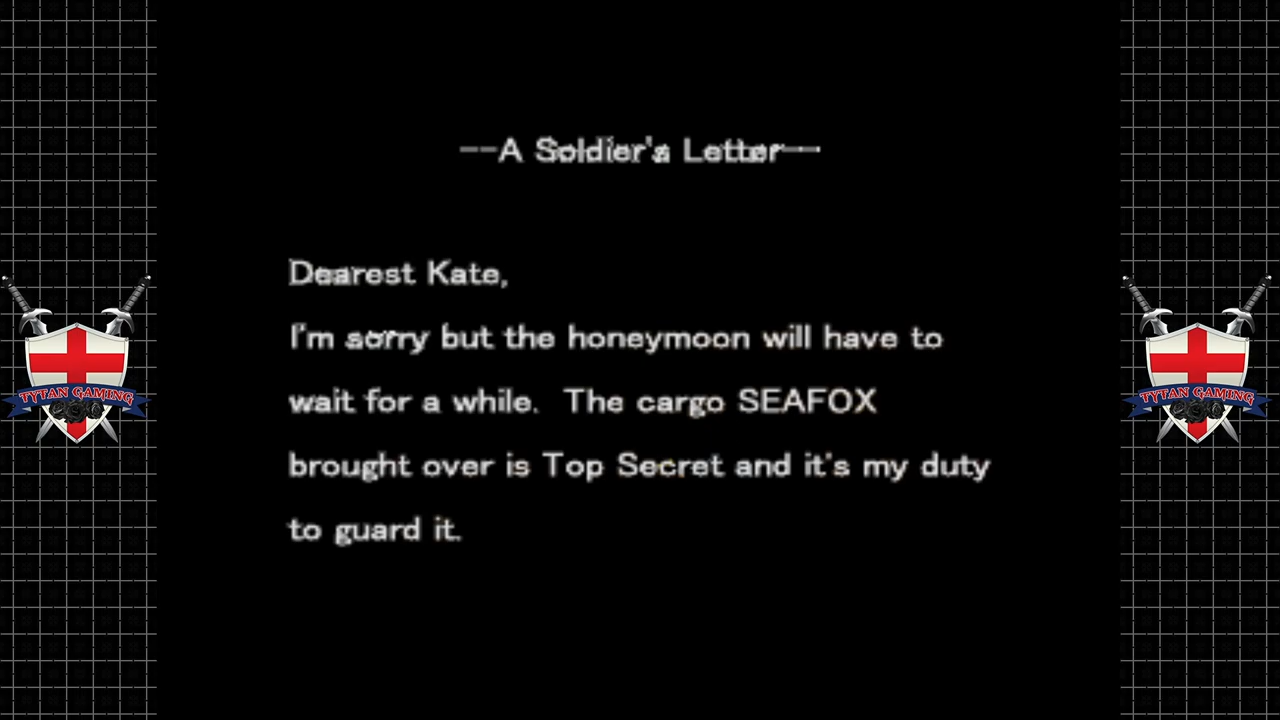 --A Soldier's Letter--
Dearest Kate,
I'm sorry but the honeymoon will have to
wait for a while. The cargo SEAFOX
brought over is Top Secret and it's my duty
to guard it.
TYTAN GAMING
TYTAN GAMING